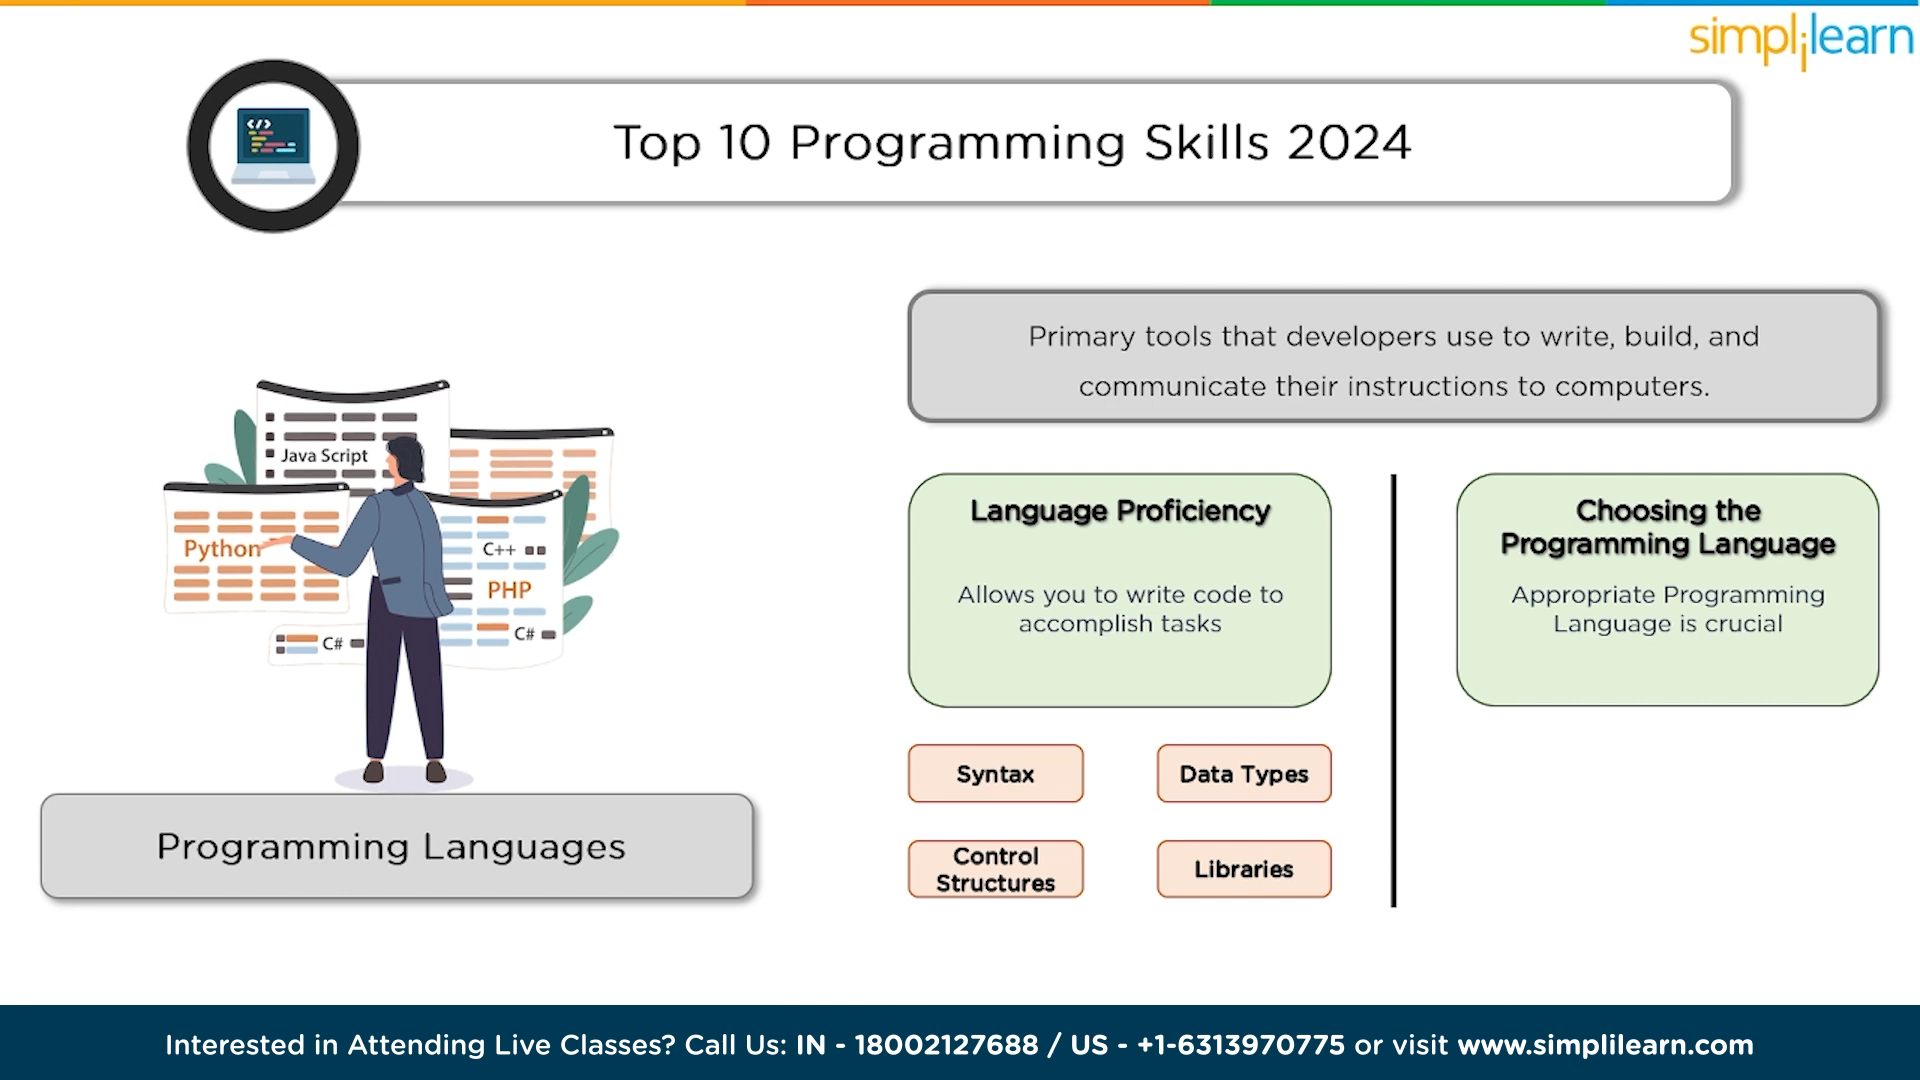 simplilearn
</>
Top 10 Programming Skills 2024
Primary tools that developers use to write, build, and
communicate their instructions to computers.
Java Script
Python
C++
PHP
C#
C#
Programming Languages
Language Proficiency
Allows you to write code to
accomplish tasks
Syntax
Data Types
Control
Structures
Libraries
Choosing the
Programming Language
Appropriate Programming
Language is crucial
Interested in Attending Live Classes? Call Us: IN - 18002127688 / US - +1-6313970775 or visit www.simplilearn.com